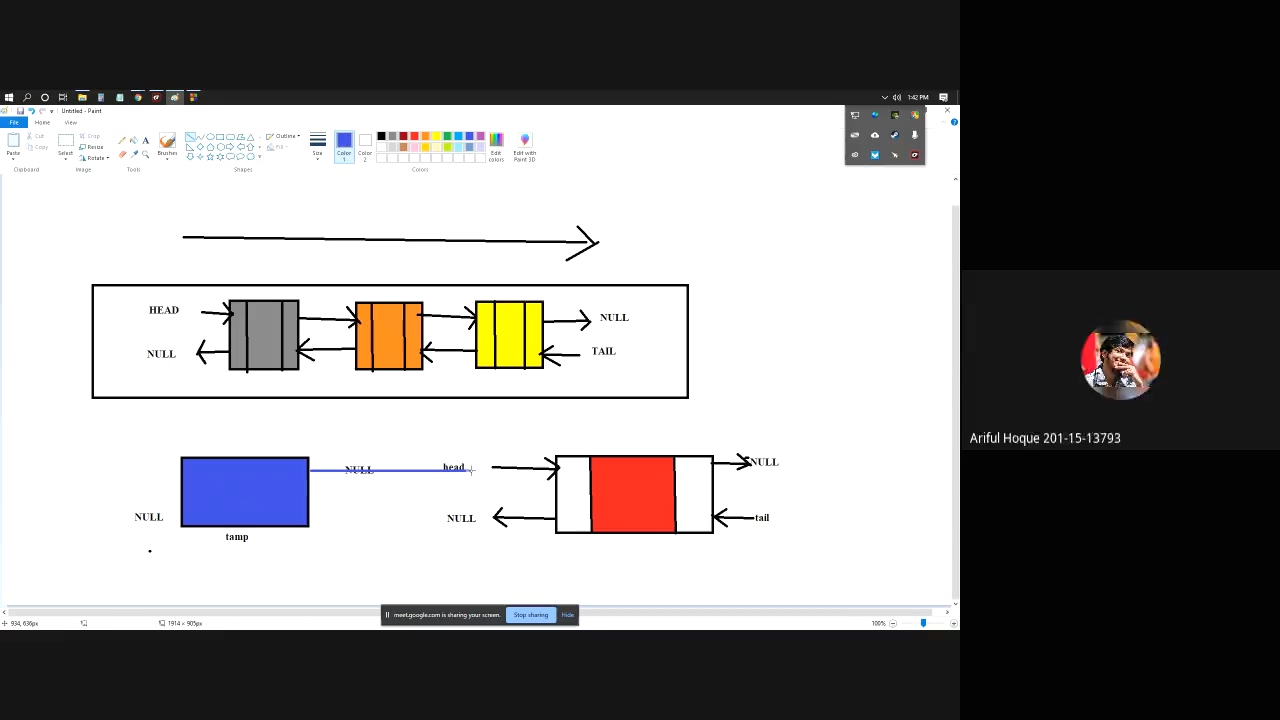 1:42 PM
Untitled - Paint
File Home View
Paste
Cut
Copy
Clipboard
Select
Crop
Resize
Rotate
Image
Tools
Brushes
Outline
Fill
Shapes
Size
Color 1
Color 2
Colors
Edit colors
Edit with Paint 3D
HEAD
NULL
NULL
TAIL
NULL
head
NULL
NULL
NULL
tail
tamp
Ariful Hoque 201-15-13793
meet.google.com is sharing your screen.
Stop sharing
Hide
934, 636px
1914 × 905px
100%